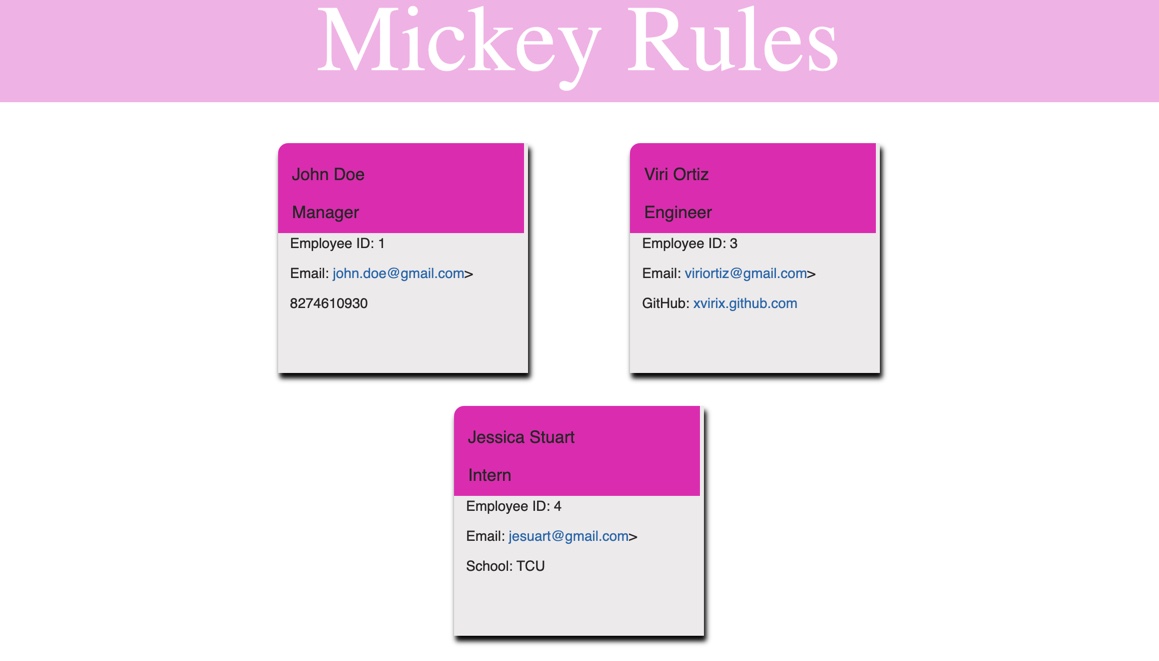 Mickey Rules
John Doe
Manager
Employee ID: 1
Email: john.doe@gmail.com>
8274610930
Viri Ortiz
Engineer
Employee ID: 3
Email: viriortiz@gmail.com>
GitHub: xvirix.github.com
Jessica Stuart
Intern
Employee ID: 4
Email: jesuart@gmail.com>
School: TCU